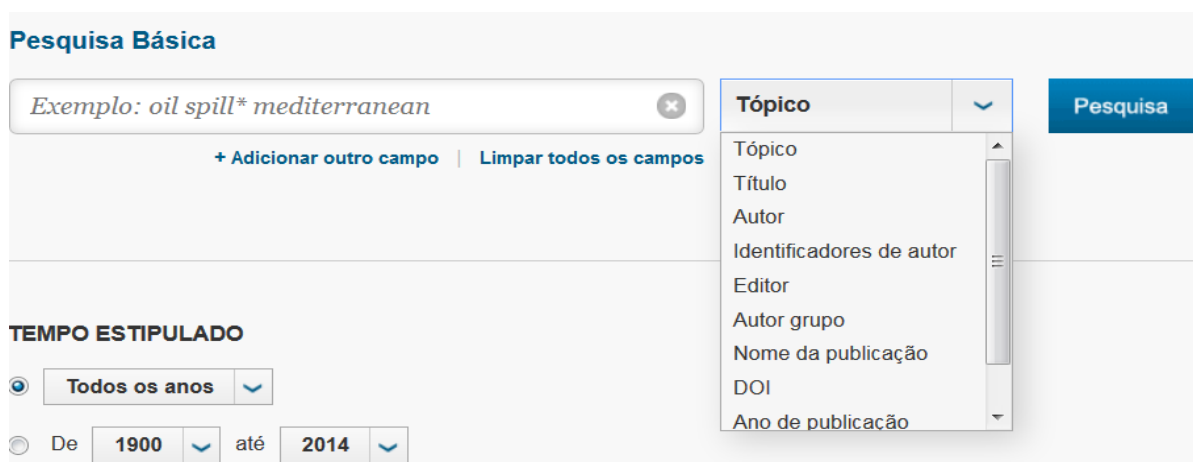 Pesquisa Básica
Exemplo: oil spill* mediterranean
Tópico
Pesquisa
+ Adicionar outro campo | Limpar todos os campos
Tópico
Título
Autor
Identificadores de autor
Editor
Autor grupo
Nome da publicação
DOI
Ano de publicação
TEMPO ESTIPULADO
Todos os anos
De 1900 até 2014